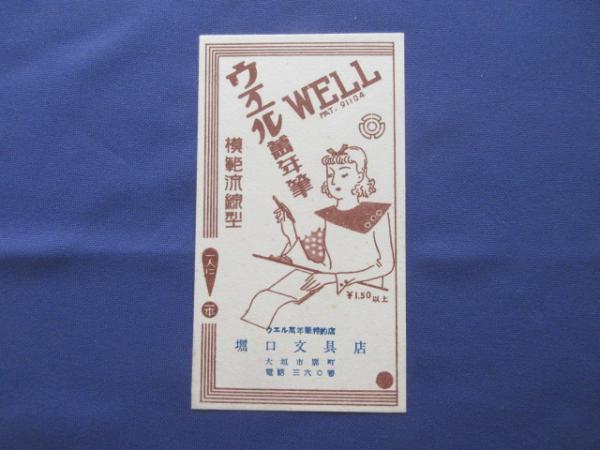 ウエル萬年筆
WELL
PAT. 91104
模範流線型
一人に
一本
￥1.50以上
ウエル萬年筆特約店
堀口文具店
大垣市郭町
電話三六〇番